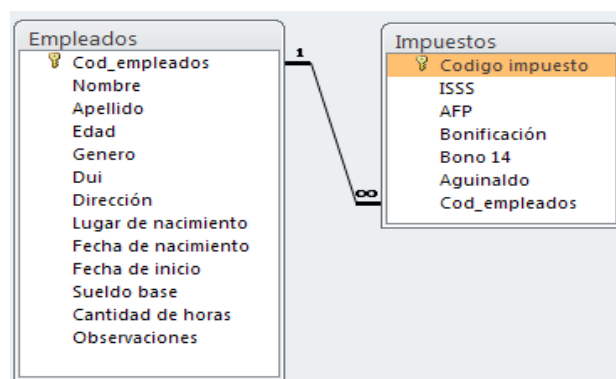 Empleados
Cod_empleados
Nombre
Apellido
Edad
Genero
Dui
Dirección
Lugar de nacimiento
Fecha de nacimiento
Fecha de inicio
Sueldo base
Cantidad de horas
Observaciones
1
∞
Impuestos
Codigo impuesto
ISSS
AFP
Bonificación
Bono 14
Aguinaldo
Cod_empleados